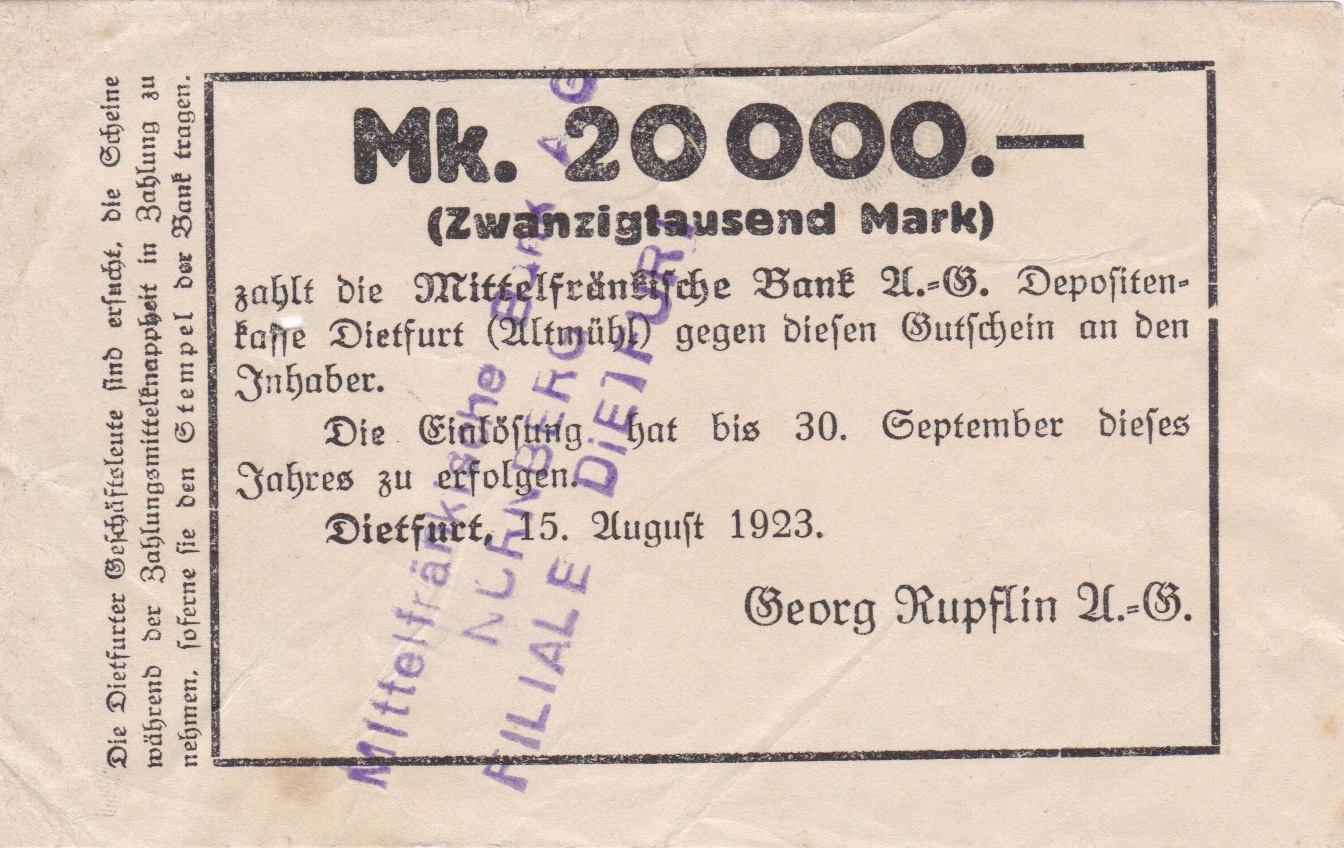 Die Dietfurter Geschäftsleute sind ersucht, die Scheine
während der Zahlungsmittelknappheit in Zahlung zu
nehmen, soferne sie den Stempel der Bank tragen.
Mk. 20 000.—
(Zwanzigtausend Mark)
zahlt die Mittelfränkische Bank A.-G. Depositen-
kasse Dietfurt (Altmühl) gegen diesen Gutschein an den
Inhaber.
Die Einlösung hat bis 30. September dieses
Jahres zu erfolgen.
Dietfurt, 15. August 1923.
Georg Rupflin A.-G.
Mittelfränkische Bank AG
NÜRNBERG
FILIALE DIETFURT